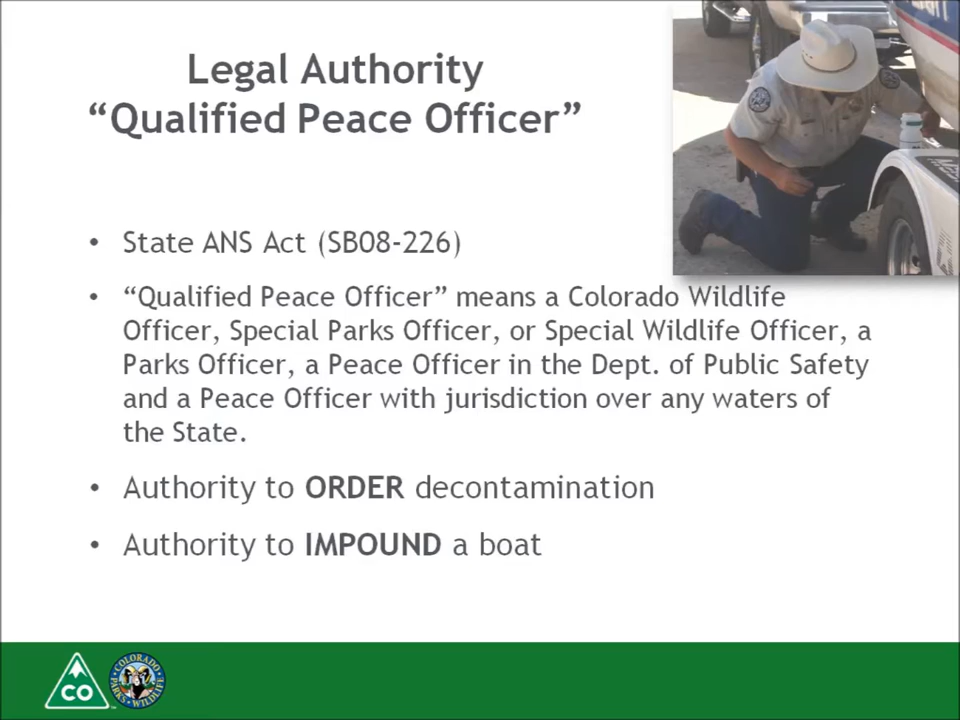 Legal Authority
“Qualified Peace Officer”
• State ANS Act (SB08-226)
• “Qualified Peace Officer” means a Colorado Wildlife
Officer, Special Parks Officer, or Special Wildlife Officer, a
Parks Officer, a Peace Officer in the Dept. of Public Safety
and a Peace Officer with jurisdiction over any waters of
the State.
• Authority to ORDER decontamination
• Authority to IMPOUND a boat
CO
COLORADO
PARKS • WILDLIFE